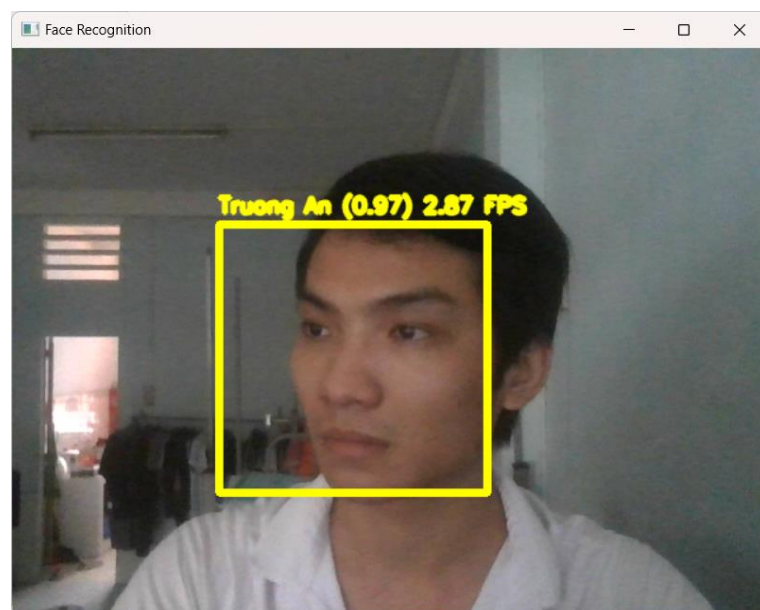 Face Recognition
Truong An (0.97) 2.87 FPS